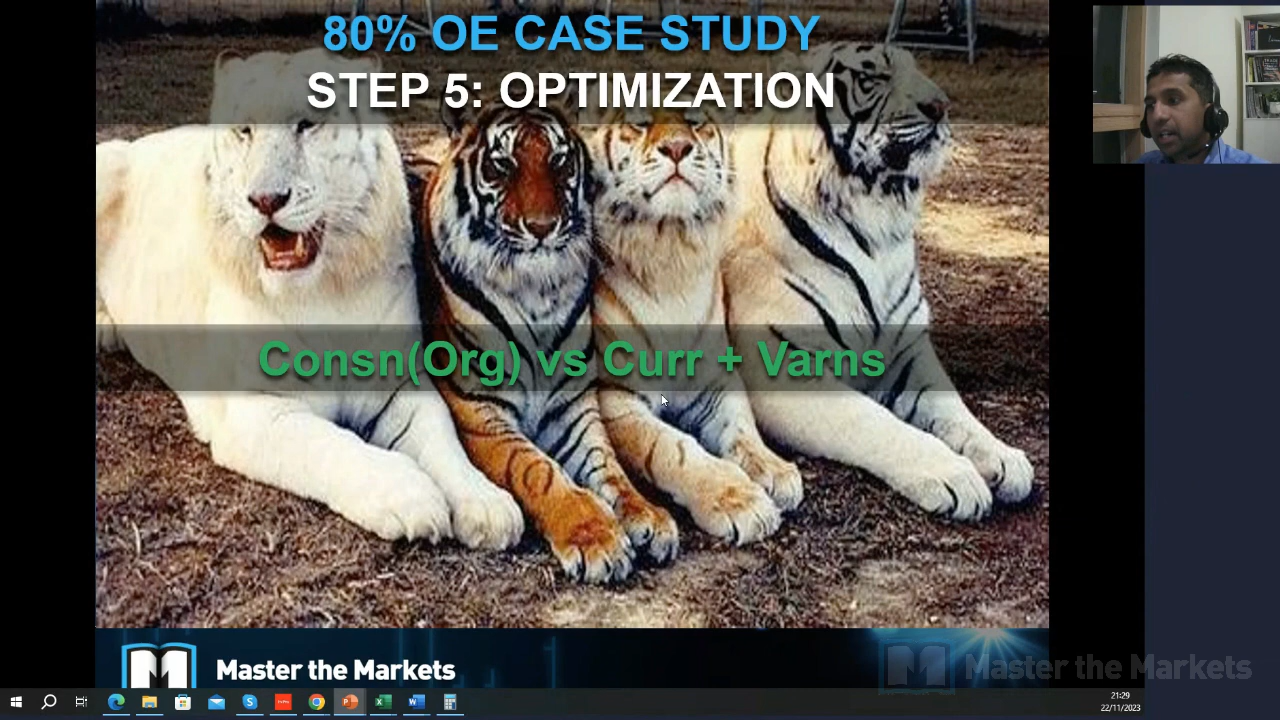 80% OE CASE STUDY
STEP 5: OPTIMIZATION
Consn(Org) vs Curr + Varns
Master the Markets
Master the Markets
21:29
22/11/2023